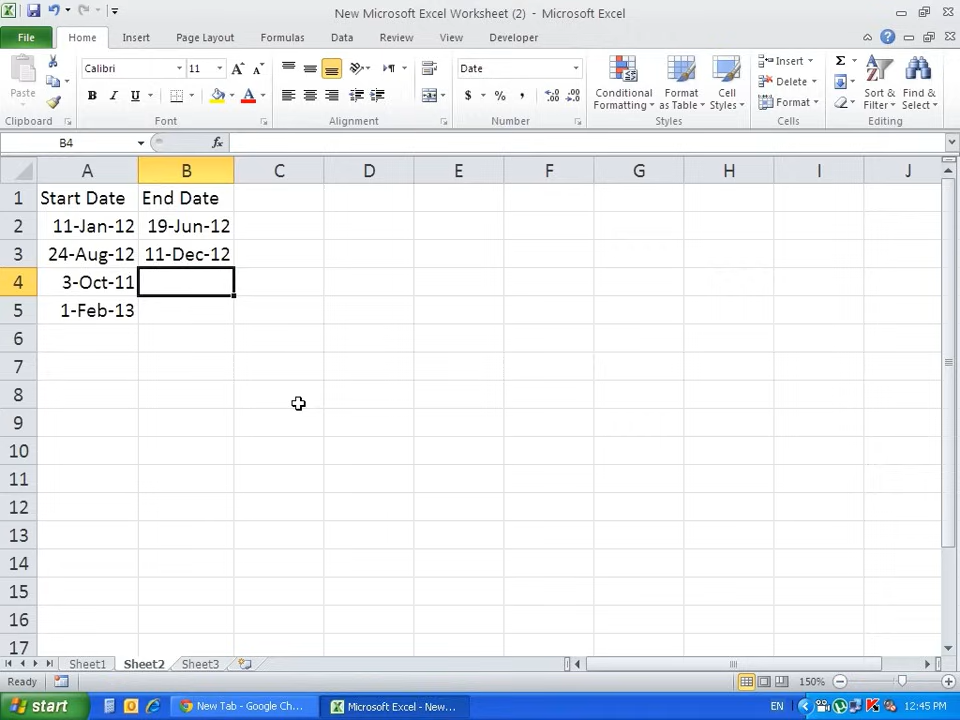 New Microsoft Excel Worksheet (2) - Microsoft Excel
File Home Insert Page Layout Formulas Data Review View Developer
Paste Calibri 11 A A Date Conditional Formatting Format as Table Cell Styles Insert Delete Format Σ Sort & Filter Find & Select
B I U A $ % ,
Clipboard Font Alignment Number Styles Cells Editing
B4 fx
A B C D E F G H I J
1 Start Date End Date
2 11-Jan-12 19-Jun-12
3 24-Aug-12 11-Dec-12
4 3-Oct-11
5 1-Feb-13
6
7
8
9
10
11
12
13
14
15
16
17
Sheet1 Sheet2 Sheet3
Ready 150%
start New Tab - Google Ch... Microsoft Excel - New... EN 12:45 PM